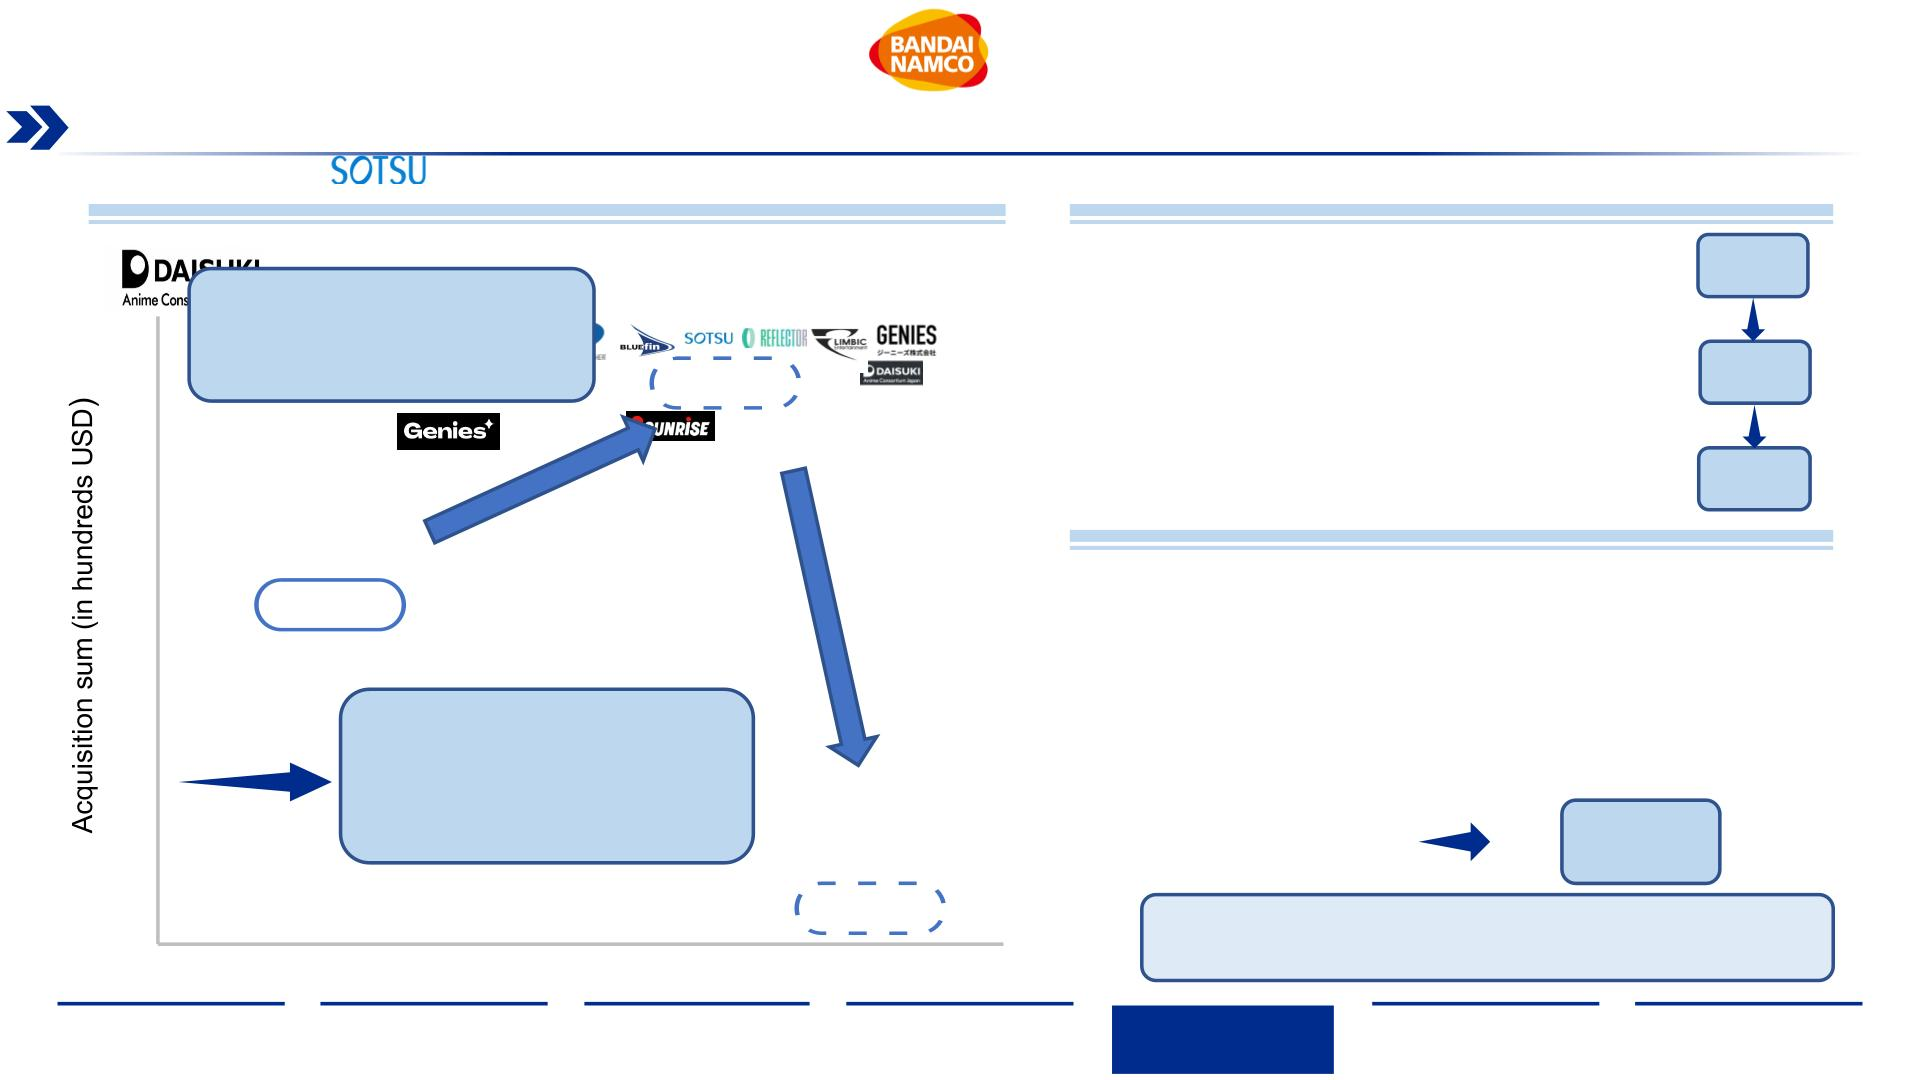 BANDAI
NAMCO
SOTSU
DAISUKI
Anime Cons
BLUEfin
SOTSU
REFLECTOR
LIMBIC
Entertainment
GENIES
ジーニーズ株式会社
DAISUKI
Anime Consortium Japan
Genies
SUNRISE
Acquisition sum (in hundreds USD)